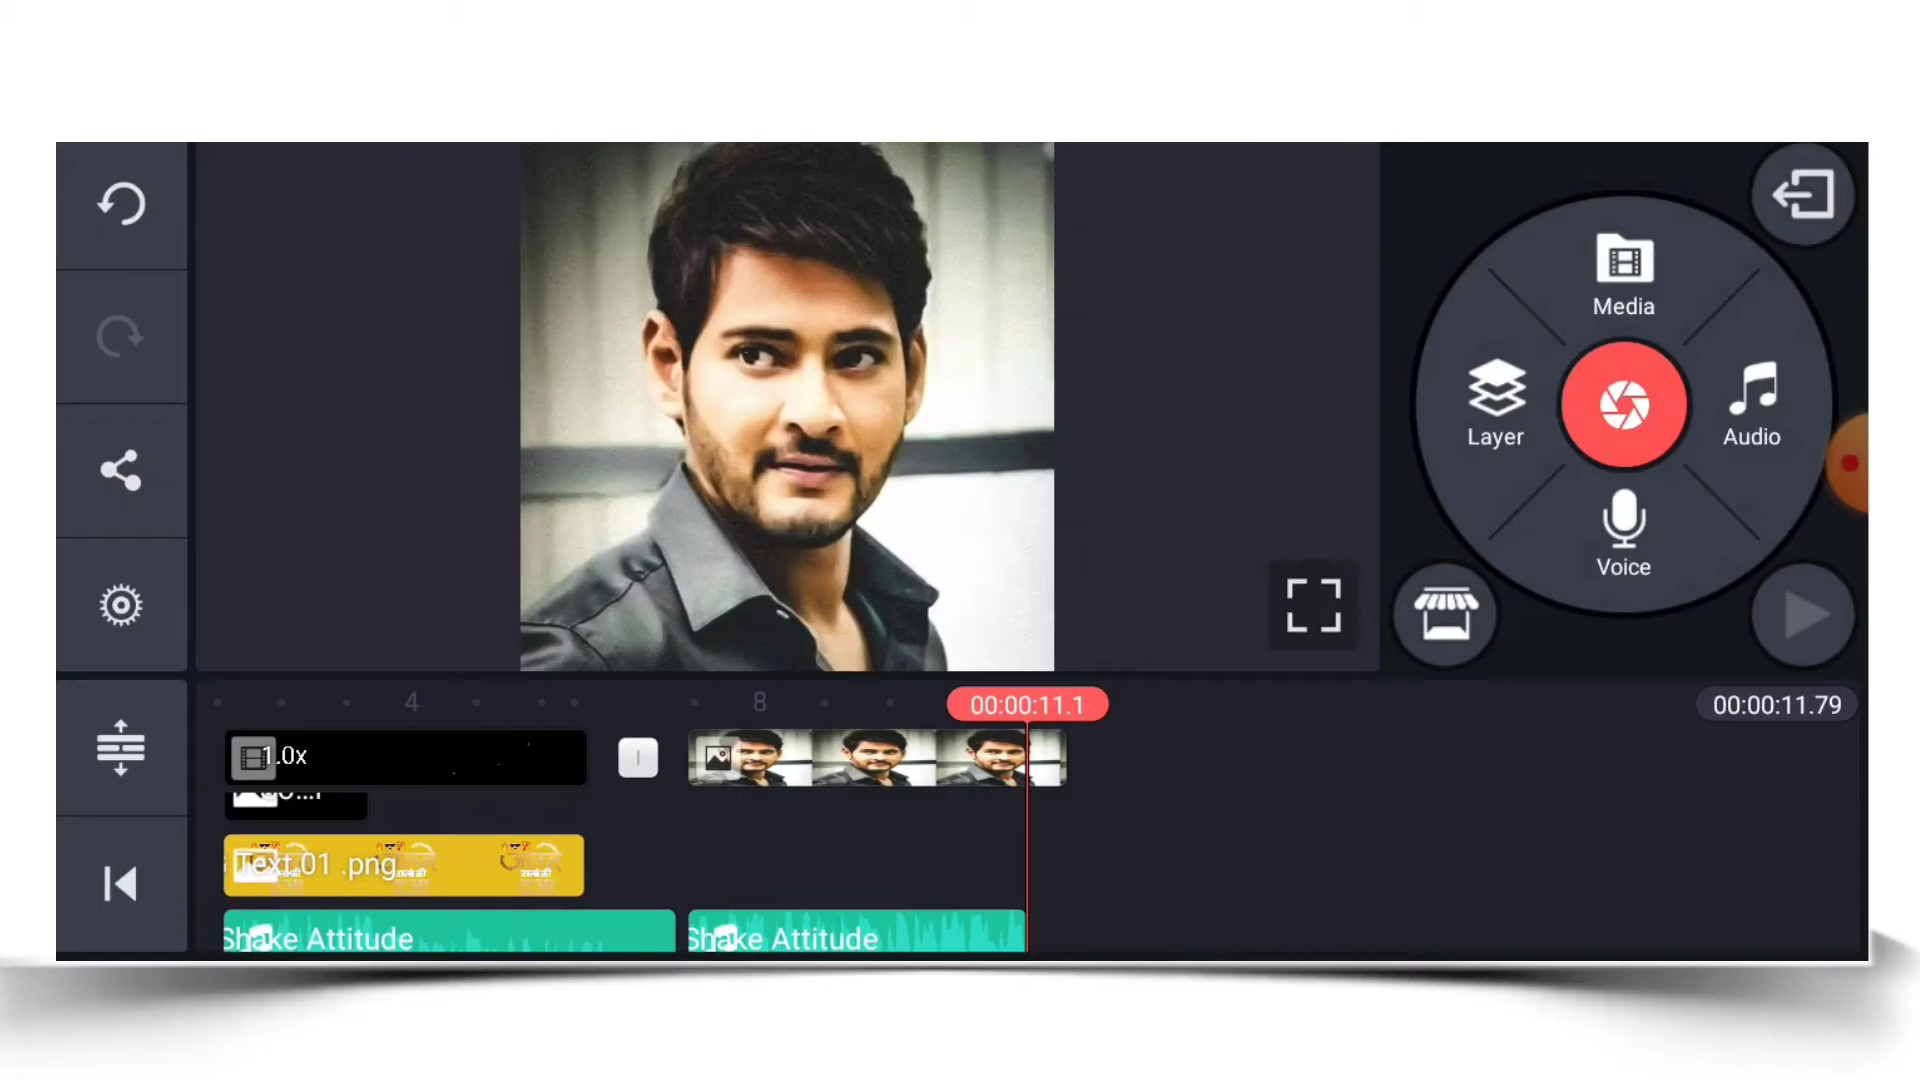 Media
Layer
Audio
Voice
4
8
00:00:11.1
00:00:11.79
1.0x
Text 01 .png
Shake Attitude
Shake Attitude